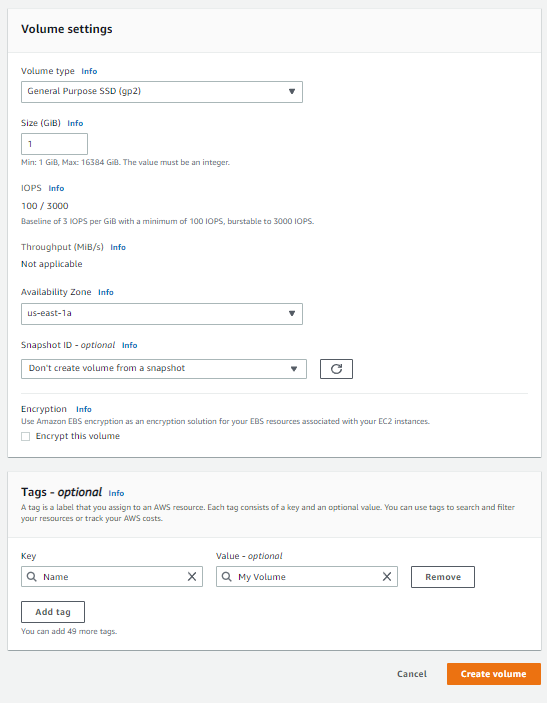 Volume settings
Volume type Info
General Purpose SSD (gp2)
Size (GiB) Info
1
Min: 1 GiB, Max: 16384 GiB. The value must be an integer.
IOPS Info
100 / 3000
Baseline of 3 IOPS per GiB with a minimum of 100 IOPS, burstable to 3000 IOPS.
Throughput (MiB/s) Info
Not applicable
Availability Zone Info
us-east-1a
Snapshot ID - optional Info
Don't create volume from a snapshot
Encryption Info
Use Amazon EBS encryption as an encryption solution for your EBS resources associated with your EC2 instances.
Encrypt this volume
Tags - optional Info
A tag is a label that you assign to an AWS resource. Each tag consists of a key and an optional value. You can use tags to search and filter
your resources or track your AWS costs.
Key Value - optional
Name My Volume Remove
Add tag
You can add 49 more tags.
Cancel Create volume